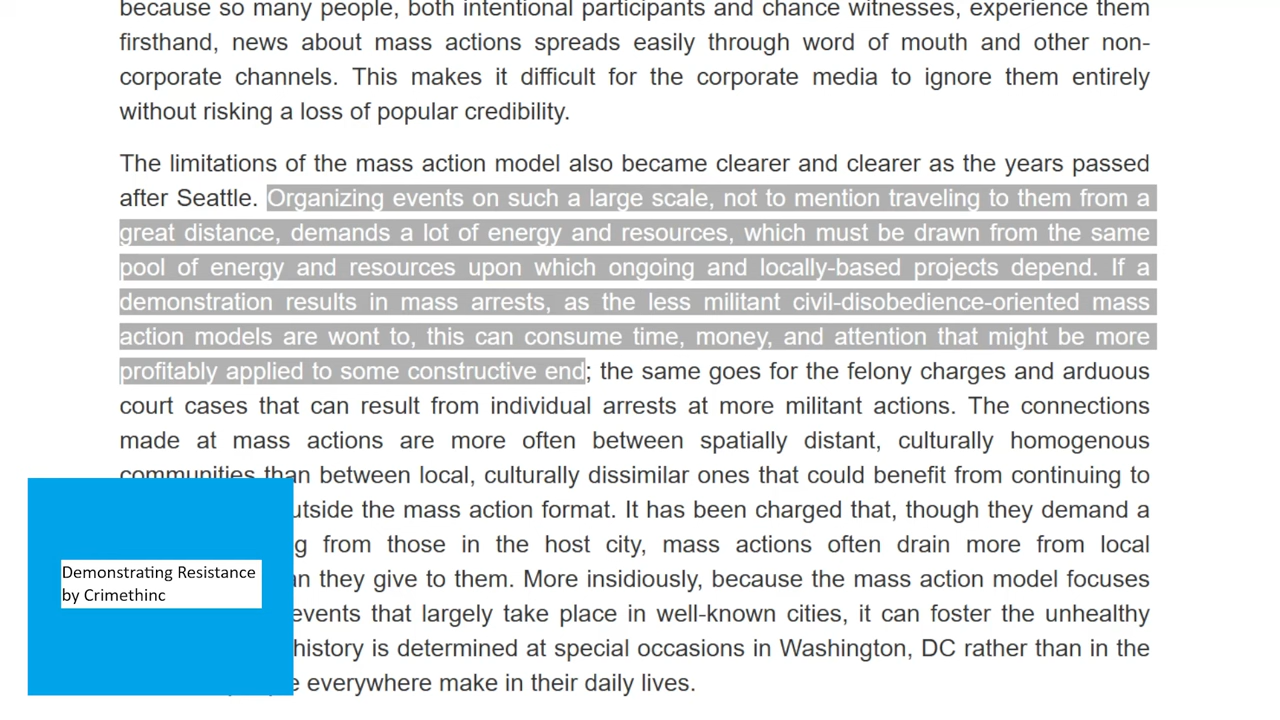 because so many people, both intentional participants and chance witnesses, experience them
firsthand, news about mass actions spreads easily through word of mouth and other non-
corporate channels. This makes it difficult for the corporate media to ignore them entirely
without risking a loss of popular credibility.
The limitations of the mass action model also became clearer and clearer as the years passed
after Seattle. Organizing events on such a large scale, not to mention traveling to them from a
great distance, demands a lot of energy and resources, which must be drawn from the same
pool of energy and resources upon which ongoing and locally-based projects depend. If a
demonstration results in mass arrests, as the less militant civil-disobedience-oriented mass
action models are wont to, this can consume time, money, and attention that might be more
profitably applied to some constructive end; the same goes for the felony charges and arduous
court cases that can result from individual arrests at more militant actions. The connections
made at mass actions are more often between spatially distant, culturally homogenous
communities than between local, culturally dissimilar ones that could benefit from continuing to
the mass action format. It has been charged that, though they demand a
from those in the host city, mass actions often drain more from local
they give to them. More insidiously, because the mass action model focuses
events that largely take place in well-known cities, it can foster the unhealthy
history is determined at special occasions in Washington, DC rather than in the
everywhere make in their daily lives.
Demonstrating Resistance
by Crimethinc